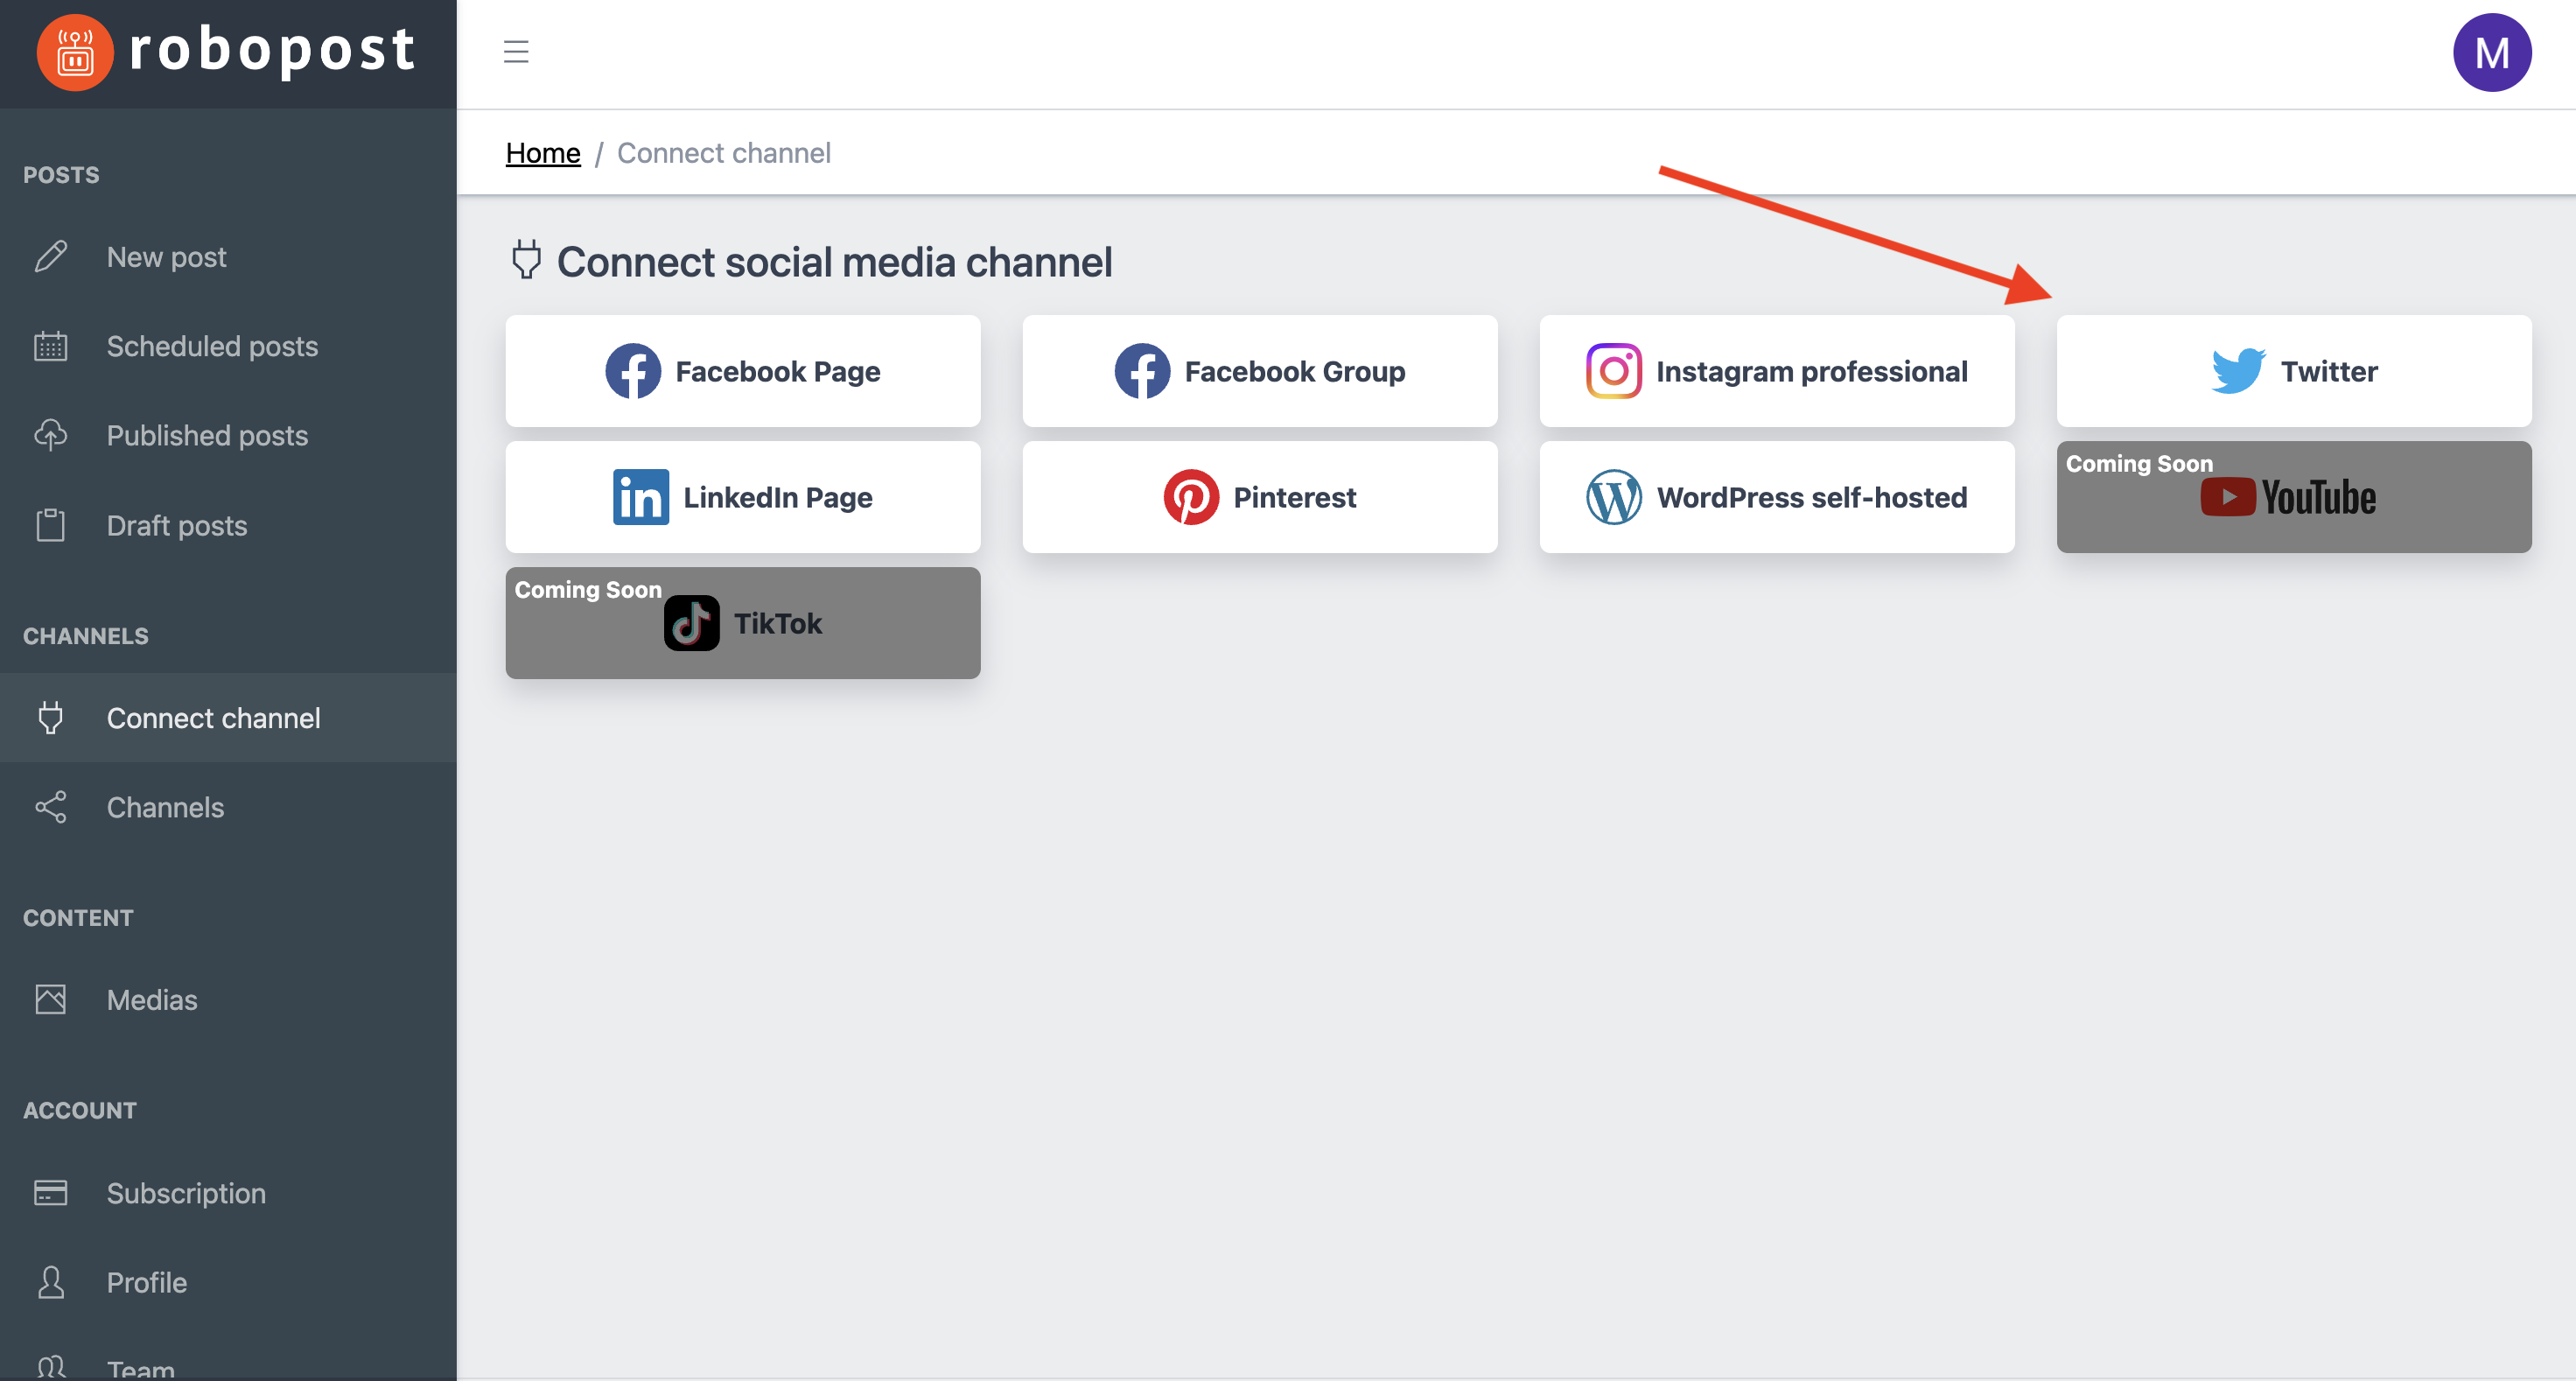 robopost
M
Home / Connect channel
POSTS
New post
Scheduled posts
Published posts
Draft posts
CHANNELS
Connect channel
Channels
CONTENT
Medias
ACCOUNT
Subscription
Profile
Team
Connect social media channel
Facebook Page
Facebook Group
Instagram professional
Twitter
LinkedIn Page
Pinterest
WordPress self-hosted
Coming Soon
YouTube
Coming Soon
TikTok